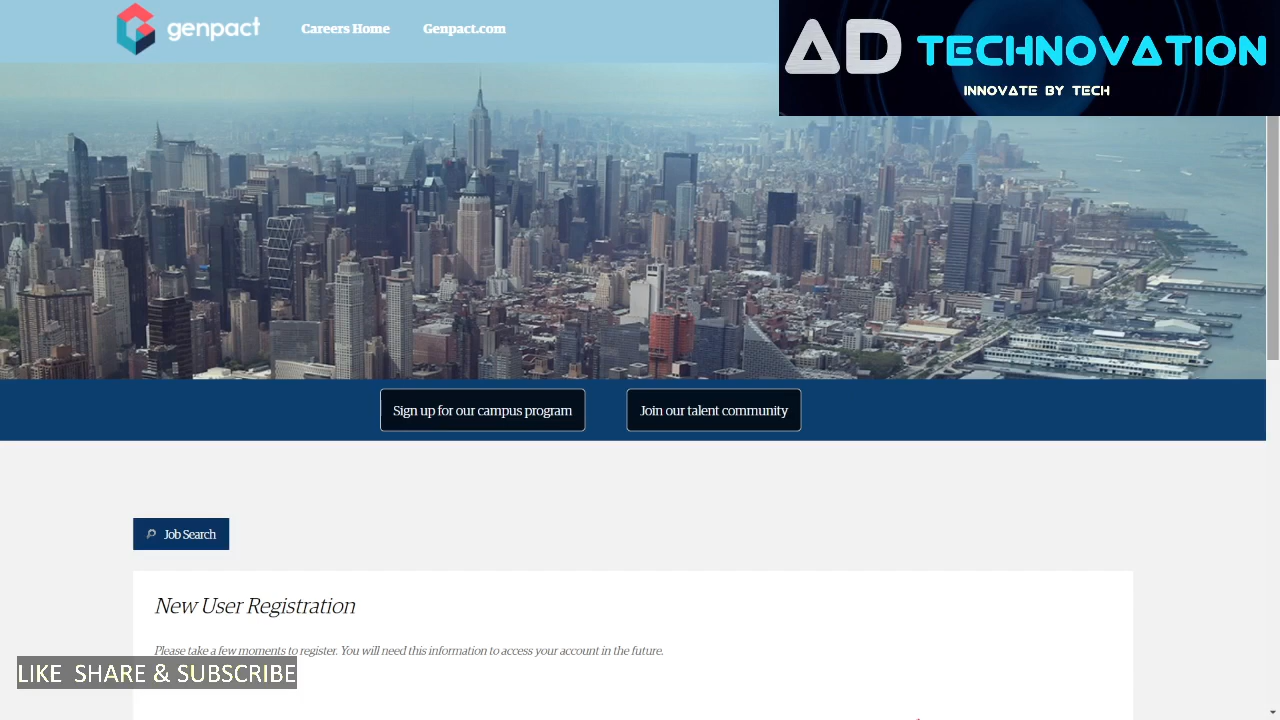 genpact
Careers Home
Genpact.com
AD TECHNOVATION
INNOVATE BY TECH
Sign up for our campus program
Join our talent community
Job Search
New User Registration
Please take a few moments to register. You will need this information to access your account in the future.
LIKE SHARE & SUBSCRIBE